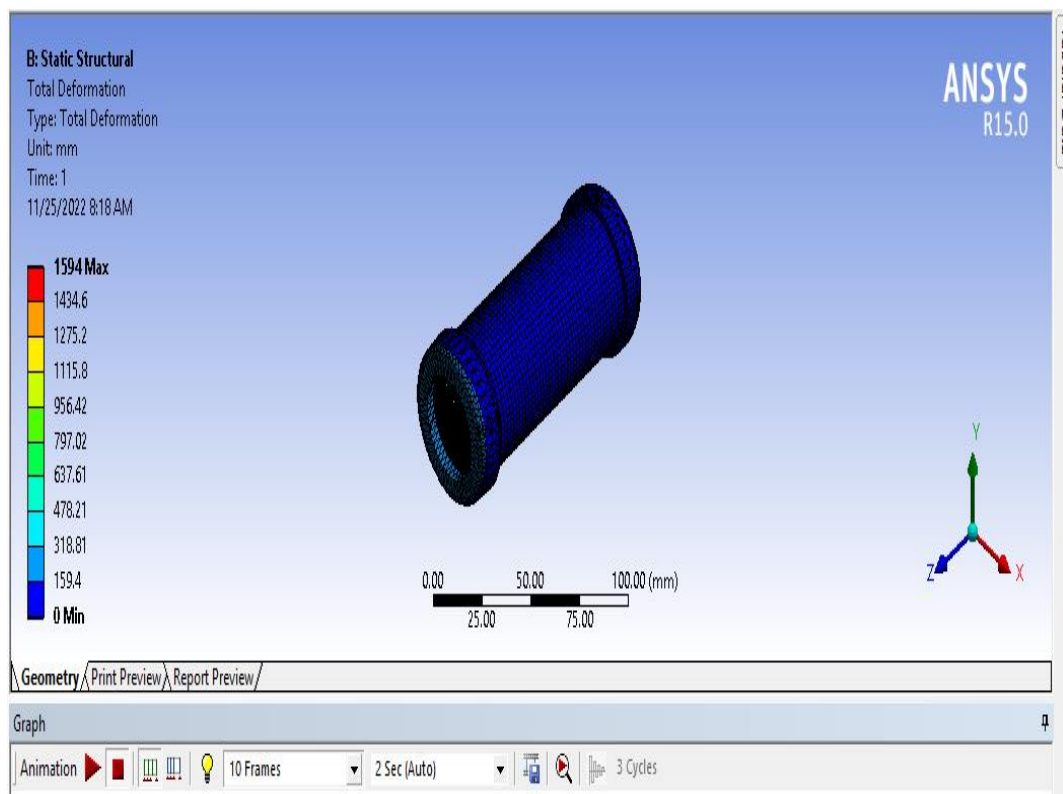 B: Static Structural
Total Deformation
Type: Total Deformation
Unit: mm
Time: 1
11/25/2022 8:18 AM
ANSYS
R15.0
1594 Max
1434.6
1275.2
1115.8
956.42
797.02
637.61
478.21
318.81
159.4
0 Min
0.00 50.00 100.00 (mm)
25.00 75.00
Y
Z X
Geometry Print Preview Report Preview
Graph
Animation 10 Frames 2 Sec (Auto) 3 Cycles